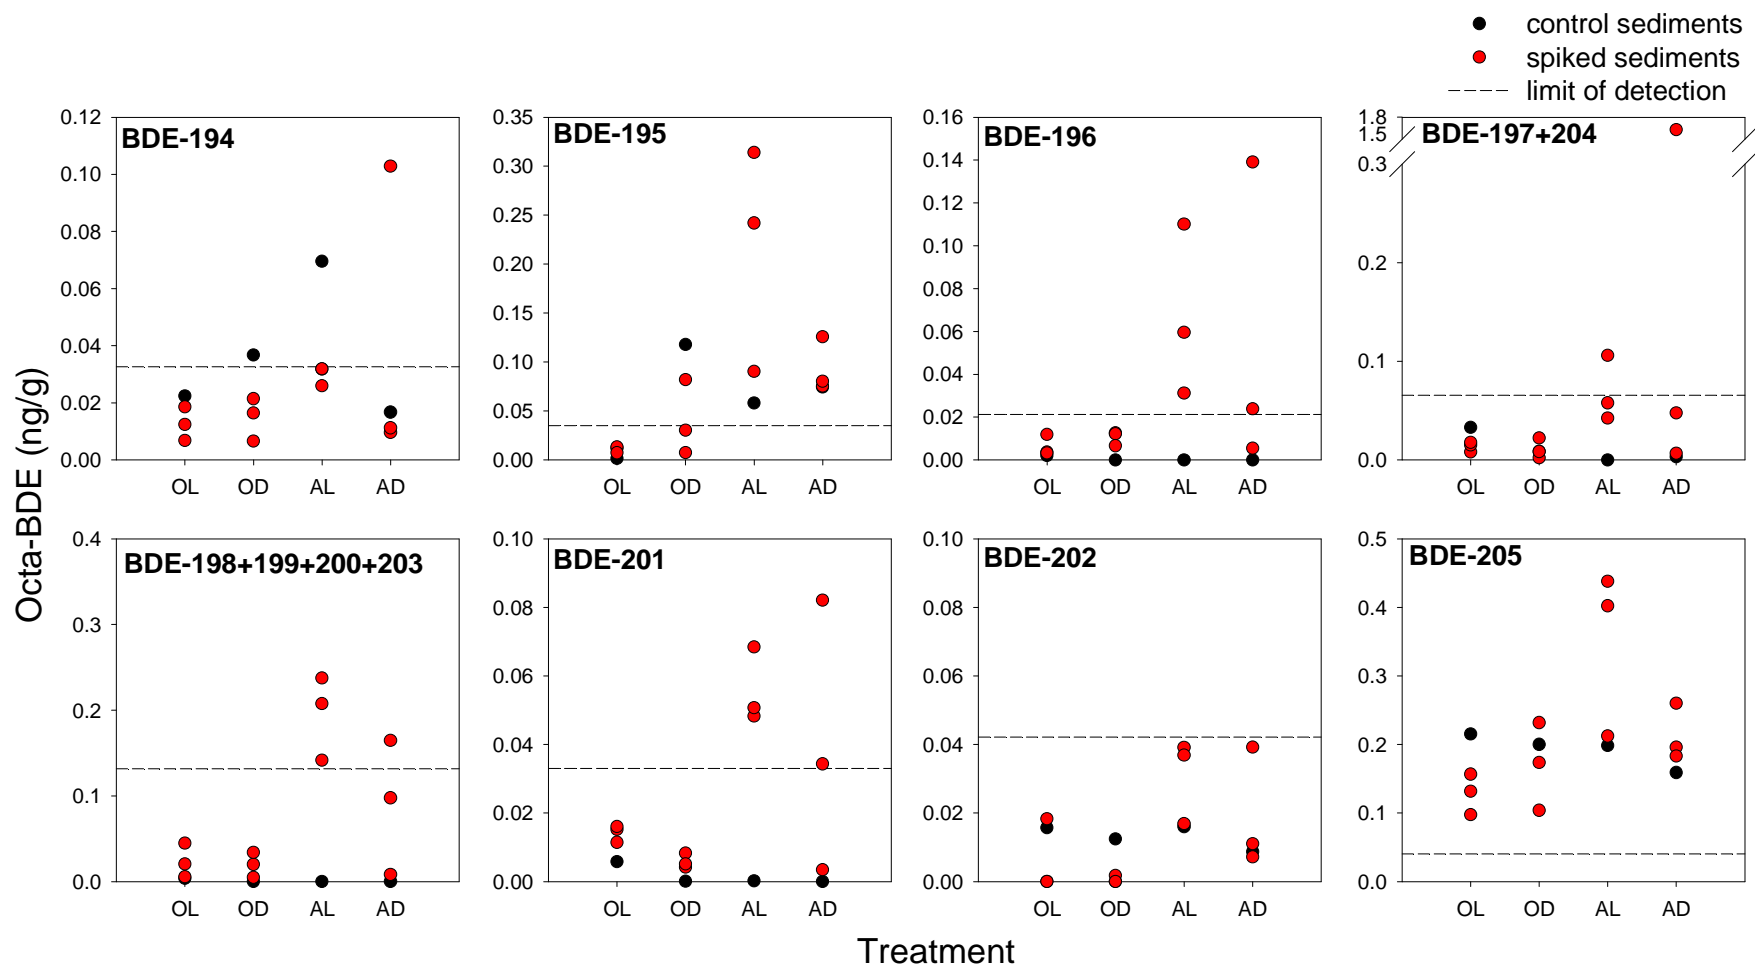 control sediments
spiked sediments
limit of detection
Octa-BDE (ng/g)
BDE-194
0.12
0.10
0.08
0.06
0.04
0.02
0.00
OL OD AL AD
BDE-195
0.35
0.30
0.25
0.20
0.15
0.10
0.05
0.00
OL OD AL AD
BDE-196
0.16
0.14
0.12
0.10
0.08
0.06
0.04
0.02
0.00
OL OD AL AD
BDE-197+204
1.8
1.5
0.3
0.2
0.1
0.0
OL OD AL AD
BDE-198+199+200+203
0.4
0.3
0.2
0.1
0.0
OL OD AL AD
BDE-201
0.10
0.08
0.06
0.04
0.02
0.00
OL OD AL AD
BDE-202
0.10
0.08
0.06
0.04
0.02
0.00
OL OD AL AD
BDE-205
0.5
0.4
0.3
0.2
0.1
0.0
OL OD AL AD
Treatment